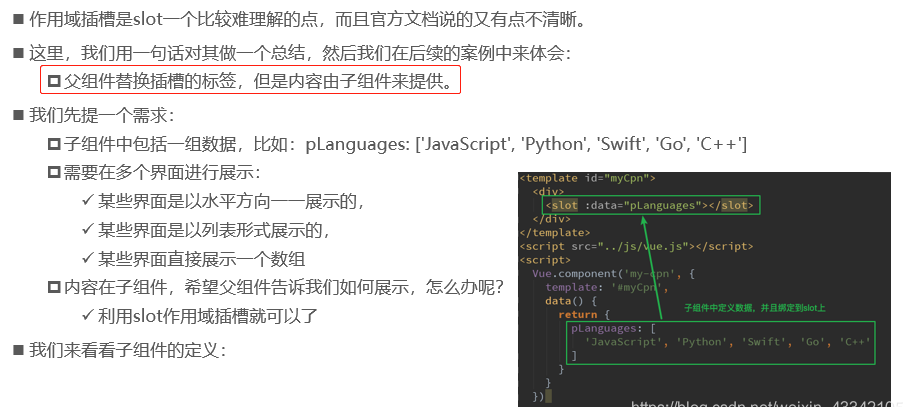 作用域插槽是slot一个比较难理解的点，而且官方文档说的又有点不清晰。
这里，我们用一句话对其做一个总结，然后我们在后续的案例中来体会：
父组件替换插槽的标签，但是内容由子组件来提供。
我们先提一个需求：
子组件中包括一组数据，比如：pLanguages: ['JavaScript', 'Python', 'Swift', 'Go', 'C++']
需要在多个界面进行展示：
某些界面是以水平方向一一展示的，
某些界面是以列表形式展示的，
某些界面直接展示一个数组
内容在子组件，希望父组件告诉我们如何展示，怎么办呢？
利用slot作用域插槽就可以了
我们来看看子组件的定义：
<template id="myCpn">
<div>
<slot :data="pLanguages"></slot>
</div>
</template>
<script src="../js/vue.js"></script>
<script>
Vue.component('my-cpn', {
template: '#myCpn',
data() {
子组件中定义数据，并且绑定到slot上
return {
pLanguages: [
'JavaScript', 'Python', 'Swift', 'Go', 'C++'
]
}
}
})